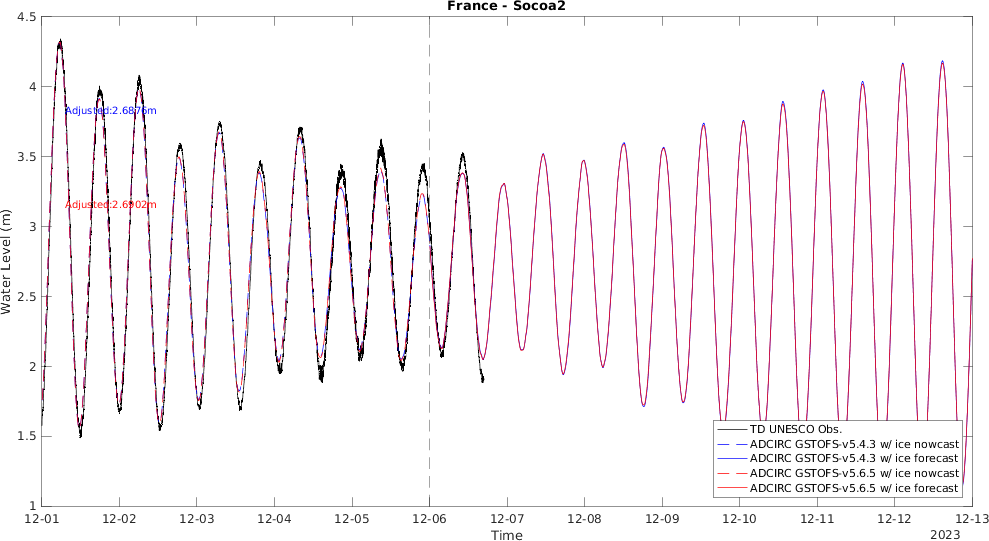 France - Socoa2
4.5
4
3.5
3
2.5
2
1.5
1
Water Level (m)
Adjusted:2.6876m
Adjusted:2.6902m
TD UNESCO Obs.
ADCIRC GSTOFS-v5.4.3 w/ ice nowcast
ADCIRC GSTOFS-v5.4.3 w/ ice forecast
ADCIRC GSTOFS-v5.6.5 w/ ice nowcast
ADCIRC GSTOFS-v5.6.5 w/ ice forecast
12-01 12-02 12-03 12-04 12-05 12-06 12-07 12-08 12-09 12-10 12-11 12-12 12-13
Time
2023